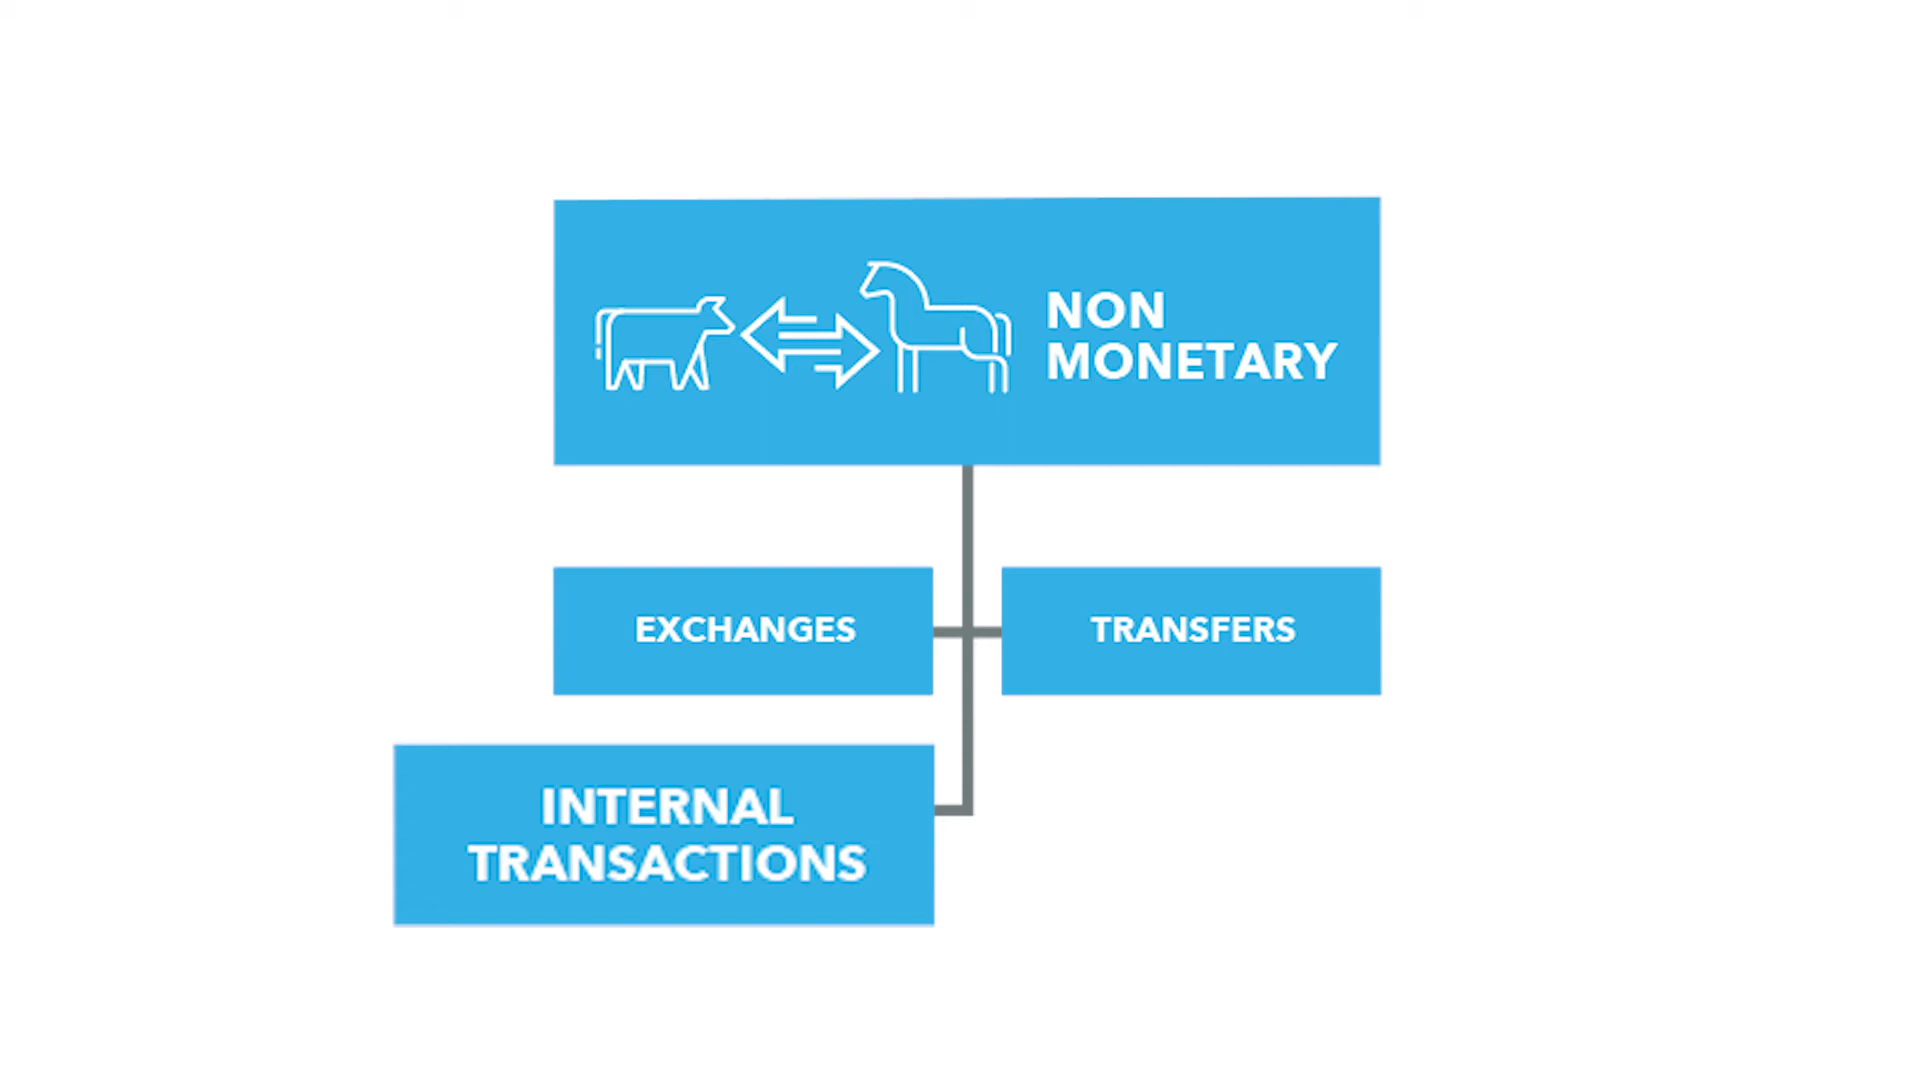 NON
MONETARY
EXCHANGES
TRANSFERS
INTERNAL
TRANSACTIONS